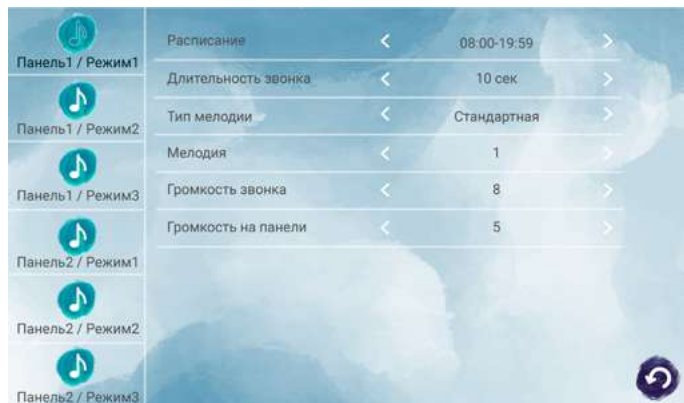 Панель1 / Режим1
Панель1 / Режим2
Панель1 / Режим3
Панель2 / Режим1
Панель2 / Режим2
Панель2 / Режим3
Расписание 08:00-19:59
Длительность звонка 10 сек
Тип мелодии Стандартная
Мелодия 1
Громкость звонка 8
Громкость на панели 5